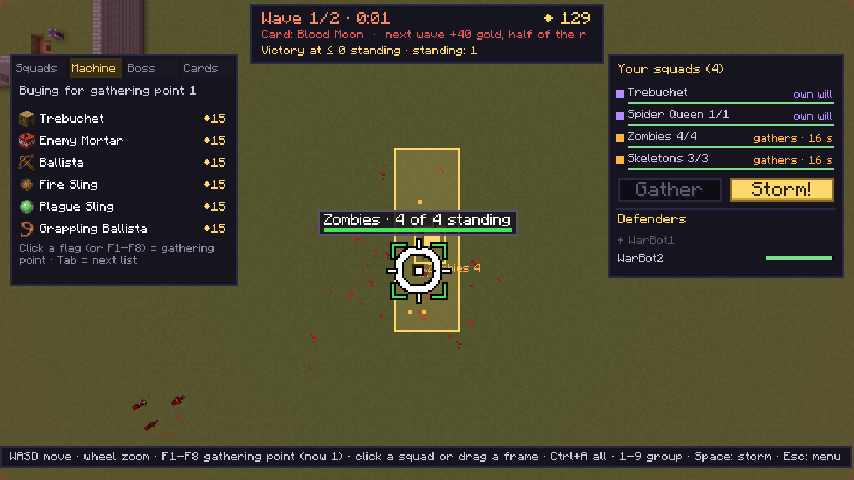 Wave 1/2 · 0:01
129
Card: Blood Moon · next wave +40 gold, half of the r
Victory at ≤ 0 standing · standing: 1
Squads Machine Boss Cards
Buying for gathering point 1
Trebuchet 15
Enemy Mortar 15
Ballista 15
Fire Sling 15
Plague Sling 15
Grappling Ballista 15
Click a flag (or F1-F8) = gathering
point · Tab = next list
Zombies · 4 of 4 standing
Your squads (4)
Trebuchet own will
Spider Queen 1/1 own will
Zombies 4/4 gathers · 16 s
Skeletons 3/3 gathers · 16 s
Gather Storm!
Defenders
+ WarBot1
WarBot2
WASD move · wheel zoom · F1-F8 gathering point (now 1) · click a squad or drag a frame · Ctrl+A all · 1-9 group · Space: storm · Esc: menu